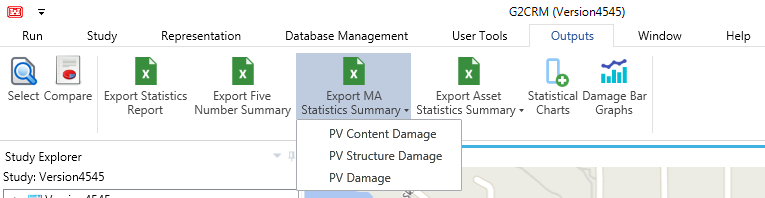 G2CRM (Version4545)
Run Study Representation Database Management User Tools Outputs Window Help
Select Compare Export Statistics Report Export Five Number Summary Export MA Statistics Summary Export Asset Statistics Summary Statistical Charts Damage Bar Graphs
PV Content Damage
PV Structure Damage
PV Damage
Study Explorer
Study: Version4545
Version4545